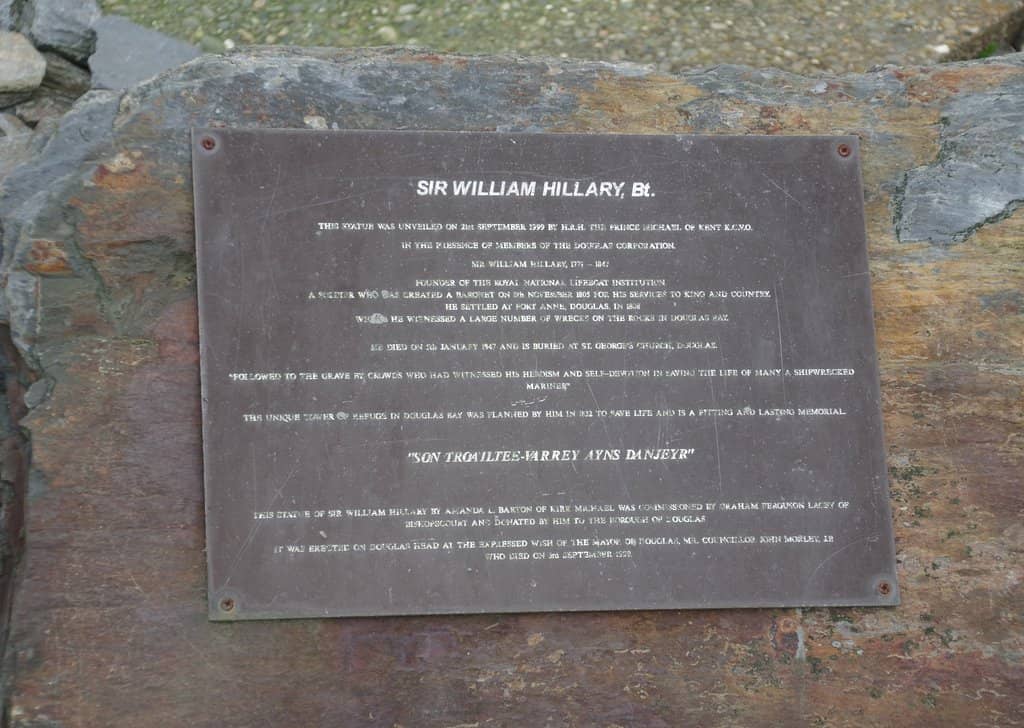 SIR WILLIAM HILLARY, Bt.
THIS STATUE WAS UNVEILED ON 21st SEPTEMBER 1999 BY H.R.H. THE PRINCE MICHAEL OF KENT K.C.V.O.
IN THE PRESENCE OF MEMBERS OF THE DOUGLAS CORPORATION.
SIR WILLIAM HILLARY, 1771 - 1847
FOUNDER OF THE ROYAL NATIONAL LIFEBOAT INSTITUTION
A SOLDIER WHO WAS CREATED A BARONET ON 8th NOVEMBER 1805 FOR HIS SERVICES TO KING AND COUNTRY.
HE SETTLED AT FORT ANNE, DOUGLAS, IN
HE WITNESSED A LARGE NUMBER OF WRECKS ON THE ROCKS IN DOUGLAS BAY.
HE DIED ON 5th JANUARY 1847 AND IS BURIED AT ST. GEORGE'S CHURCH, DOUGLAS.
"FOLLOWED TO THE GRAVE BY CROWDS WHO HAD WITNESSED HIS HEROISM AND SELF-DEVOTION IN SAVING THE LIFE OF MANY A SHIPWRECKED
MARINER"
THE UNIQUE TOWER OF REFUGE IN DOUGLAS BAY WAS PLANNED BY HIM IN 1832 TO SAVE LIFE AND IS A FITTING AND LASTING MEMORIAL.
"SON TROAILTEE-VARREY AYNS DANJEYR"
THIS STATUE OF SIR WILLIAM HILLARY BY AMANDA L. BARTON OF KIRK MICHAEL WAS COMMISSIONED BY GRAHAM FERGUSON LACEY OF
BISHOPSCOURT AND DONATED BY HIM TO THE BOROUGH OF DOUGLAS
IT WAS ERECTED ON DOUGLAS HEAD AT THE EXPRESSED WISH OF THE MAYOR OF DOUGLAS, MR. COUNCILLOR JOHN MORLEY, J.P.
WHO DIED ON 3rd SEPTEMBER 1999.